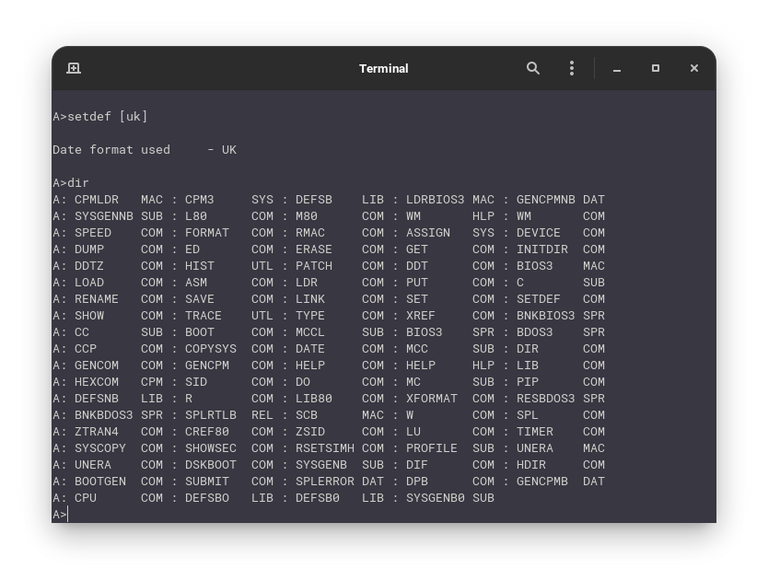 Terminal
A>setdef [uk]
Date format used     - UK
A>dir
A: CPMLDR   MAC : CPM3     SYS : DEFSB    LIB : LDRBIOS3 MAC : GENCPMNB DAT
A: SYSGENNB SUB : L80      COM : M80      COM : WM       HLP : WM       COM
A: SPEED    COM : FORMAT   COM : RMAC     COM : ASSIGN   SYS : DEVICE   COM
A: DUMP     COM : ED       COM : ERASE    COM : GET      COM : INITDIR  COM
A: DDTZ     COM : HIST     UTL : PATCH    COM : DDT      COM : BIOS3    MAC
A: LOAD     COM : ASM      COM : LDR      COM : PUT      COM : C        SUB
A: RENAME   COM : SAVE     COM : LINK     COM : SET      COM : SETDEF   COM
A: SHOW     COM : TRACE    UTL : TYPE     COM : XREF     COM : BNKBIOS3 SPR
A: CC       SUB : BOOT     COM : MCCL     SUB : BIOS3    SPR : BDOS3    SPR
A: CCP      COM : COPYSYS  COM : DATE     COM : MCC      SUB : DIR      COM
A: GENCOM   COM : GENCPM   COM : HELP     COM : HELP     HLP : LIB      COM
A: HEXCOM   CPM : SID      COM : DO       COM : MC       SUB : PIP      COM
A: DEFSNB   LIB : R        COM : LIB80    COM : XFORMAT  COM : RESBDOS3 SPR
A: BNKBDOS3 SPR : SPLRTLB  REL : SCB      MAC : W        COM : SPL      COM
A: ZTRAN4   COM : CREF80   COM : ZSID     COM : LU       COM : TIMER    COM
A: SYSCOPY  COM : SHOWSEC  COM : RSETSIMH COM : PROFILE  SUB : UNERA    MAC
A: UNERA    COM : DSKBOOT  COM : SYSGENB  SUB : DIF      COM : HDIR     COM
A: BOOTGEN  COM : SUBMIT   COM : SPLERROR DAT : DPB      COM : GENCPMB  DAT
A: CPU      COM : DEFSBO   LIB : DEFSB0   LIB : SYSGENB0 SUB
A>